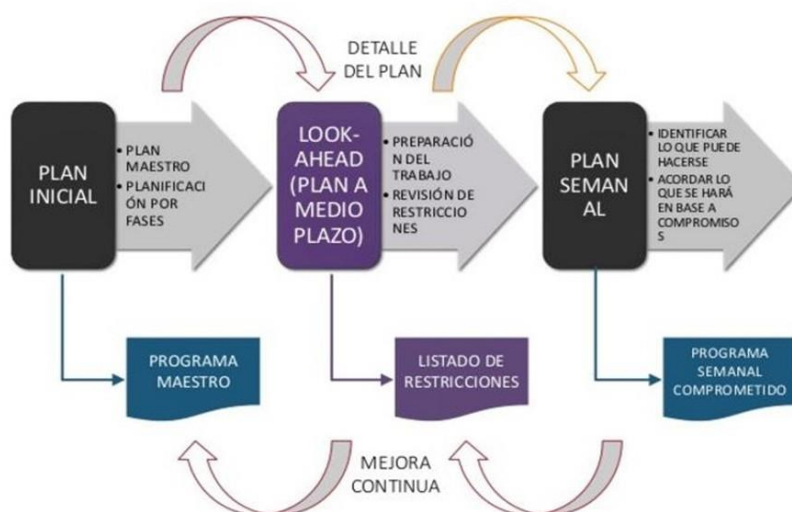 DETALLE
DEL PLAN
PLAN
INICIAL
• PLAN
MAESTRO
• PLANIFICACI
ÓN POR
FASES
LOOK-
AHEAD
(PLAN A
MEDIO
PLAZO)
• PREPARACIÓ
N DEL
TRABAJO
• REVISIÓN DE
RESTRICCI
ONES
PLAN
SEMAN
AL
• IDENTIFICAR
LO QUE PUEDE
HACERSE
• ACORDAR LO
QUE SE HARÁ
EN BASE A
COMPROMISO
S
PROGRAMA
MAESTRO
LISTADO DE
RESTRICCIONES
PROGRAMA
SEMANAL
COMPROMETIDO
MEJORA
CONTINUA